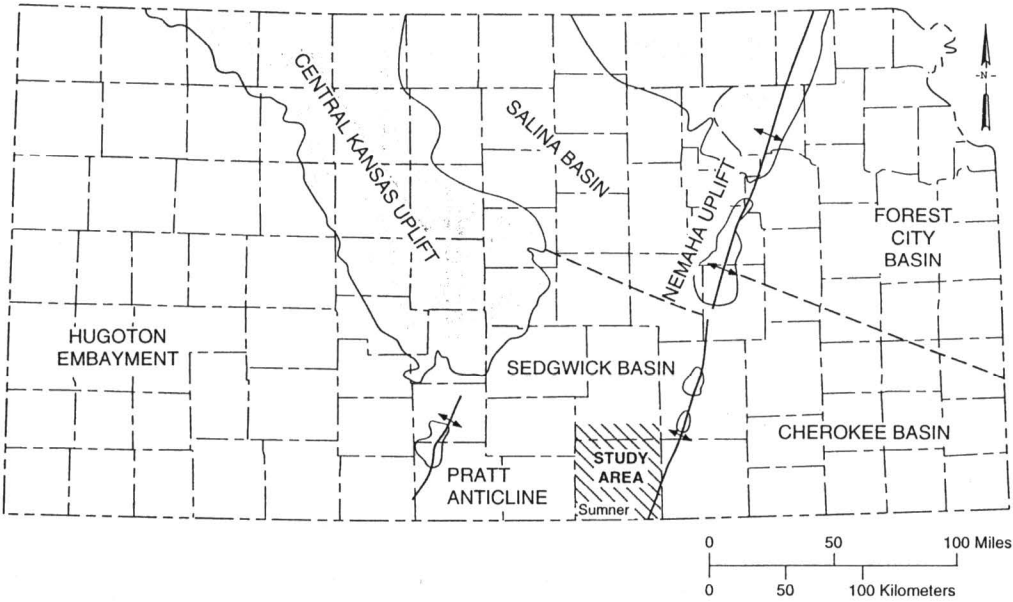 CENTRAL KANSAS UPLIFT
SALINA BASIN
N
NEMAHA UPLIFT
FOREST
CITY
BASIN
HUGOTON
EMBAYMENT
SEDGWICK BASIN
CHEROKEE BASIN
STUDY
AREA
PRATT
ANTICLINE
Sumner
0 50 100 Miles
0 50 100 Kilometers